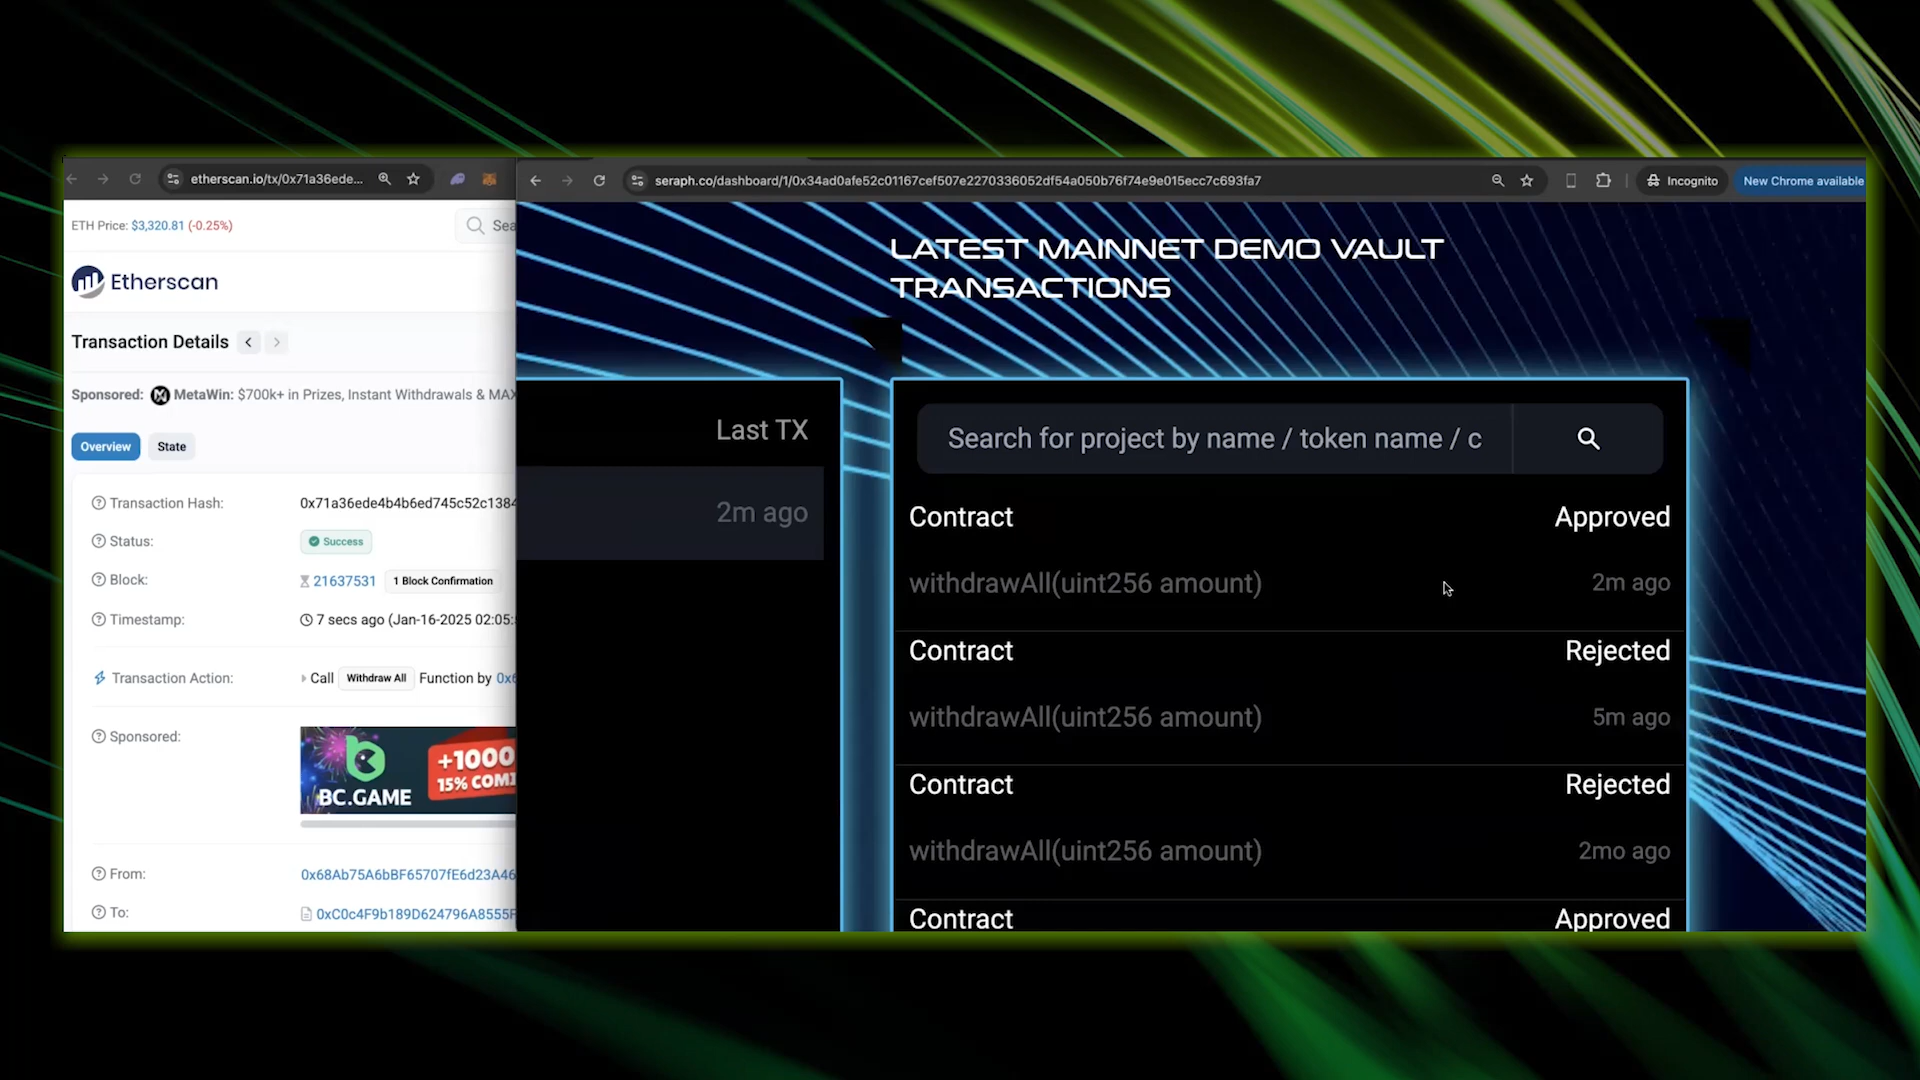 etherscan.io/tx/0x71a36ede...
ETH Price: $3,320.81 (-0.25%)
Sea
Etherscan
Transaction Details
Sponsored: MetaWin: $700k+ in Prizes, Instant Withdrawals & MAX
Overview State
Transaction Hash: 0x71a36ede4b4b6ed745c52c1384
Status: Success
Block: 21637531 1 Block Confirmation
Timestamp: 7 secs ago (Jan-16-2025 02:05:
Transaction Action: Call Withdraw All Function by 0x6
Sponsored:
BC.GAME
+1000
15% COM
From: 0x68Ab75A6bBF65707fE6d23A46
To: 0xC0c4F9b189D624796A8555F
seraph.co/dashboard/1/0x34ad0afe52c01167cef507e2270336052df54a050b76f74e9e015ecc7c693fa7
Incognito
New Chrome available
LATEST MAINNET DEMO VAULT
TRANSACTIONS
Last TX
2m ago
Search for project by name / token name / c
Contract Approved
withdrawAll(uint256 amount) 2m ago
Contract Rejected
withdrawAll(uint256 amount) 5m ago
Contract Rejected
withdrawAll(uint256 amount) 2mo ago
Contract Approved